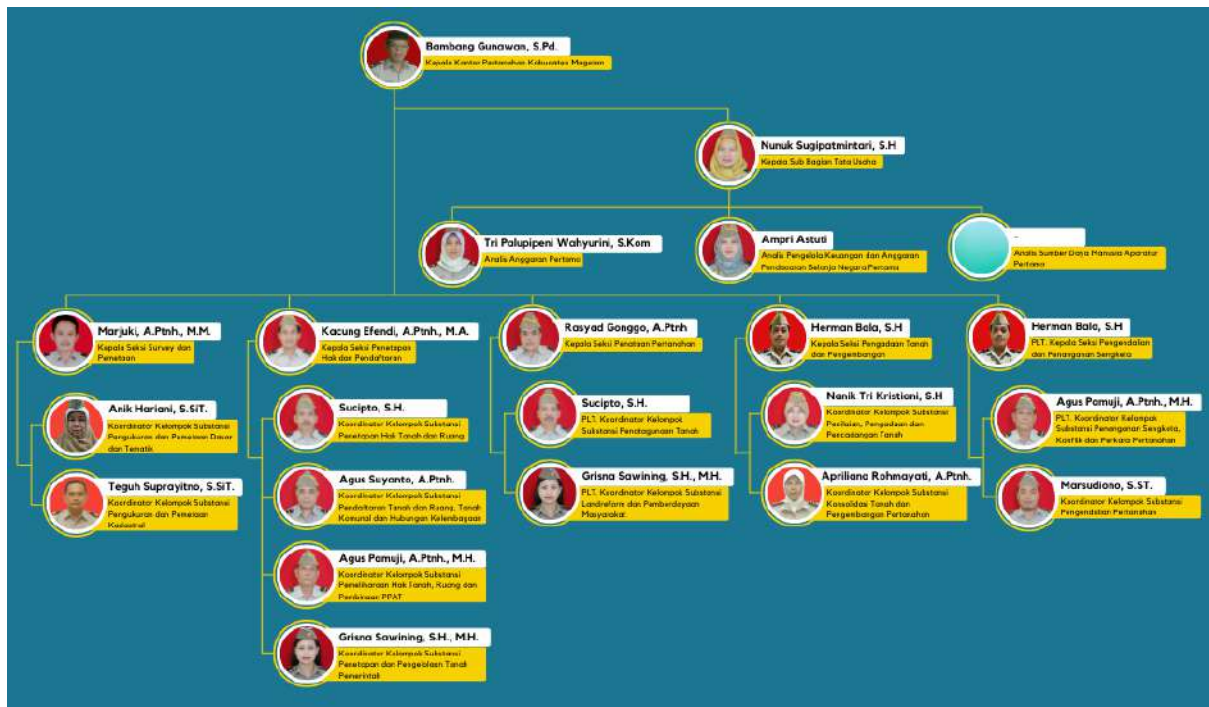 Bambang Gunawan, S.Pd.
Kepala Kantor Pertanahan Kabupaten Magetan
Nunuk Sugipatmintari, S.H
Kepala Sub Bagian Tata Usaha
Tri Palupipeni Wahyurini, S.Kom
Analis Anggaran Pertama
Ampri Astuti
Analis Pengelola Keuangan dan Anggaran
Pendapatan Belanja Negara Pertama
-
Analis Sumber Daya Manusia Aparatur
Pertama
Marjuki, A.Ptnh., M.M.
Kepala Seksi Survey dan
Pemetaan
Anik Hariani, S.SiT.
Koordinator Kelompok Substansi
Pengukuran dan Pemetaan Dasar
dan Tematik
Teguh Suprayitno, S.SiT.
Koordinator Kelompok Substansi
Pengukuran dan Pemetaan
Kadastral
Kacung Efendi, A.Ptnh., M.A.
Kepala Seksi Penetapan
Hak dan Pendaftaran
Sucipto, S.H.
Koordinator Kelompok Substansi
Penetapan Hak Tanah dan Ruang
Agus Suyanto, A.Ptnh.
Koordinator Kelompok Substansi
Pendaftaran Tanah dan Ruang, Tanah
Komunal dan Hubungan Kelembagaan
Agus Pamuji, A.Ptnh., M.H.
Koordinator Kelompok Substansi
Pemeliharaan Hak Tanah, Ruang dan
Pembinaan PPAT
Grisna Sawining, S.H., M.H.
Koordinator Kelompok Substansi
Penetapan dan Pengelolaan Tanah
Pemerintah
Rasyad Gonggo, A.Ptnh
Kepala Seksi Penataan Pertanahan
Sucipto, S.H.
PLT. Koordinator Kelompok
Substansi Penatagunaan Tanah
Grisna Sawining, S.H., M.H.
PLT. Koordinator Kelompok Substansi
Landreform dan Pemberdayaan
Masyarakat
Herman Bala, S.H
Kepala Seksi Pengadaan Tanah
dan Pengembangan
Nanik Tri Kristiani, S.H
Koordinator Kelompok Substansi
Penilaian, Pengadaan dan
Pencadangan Tanah
Apriliana Rohmayati, A.Ptnh.
Koordinator Kelompok Substansi
Konsolidasi Tanah dan
Pengembangan Pertanahan
Herman Bala, S.H
PLT. Kepala Seksi Pengendalian
dan Penanganan Sengketa
Agus Pamuji, A.Ptnh., M.H.
PLT. Koordinator Kelompok
Substansi Penanganan Sengketa,
Konflik dan Perkara Pertanahan
Marsudiono, S.ST.
Koordinator Kelompok Substansi
Pengendalian Pertanahan